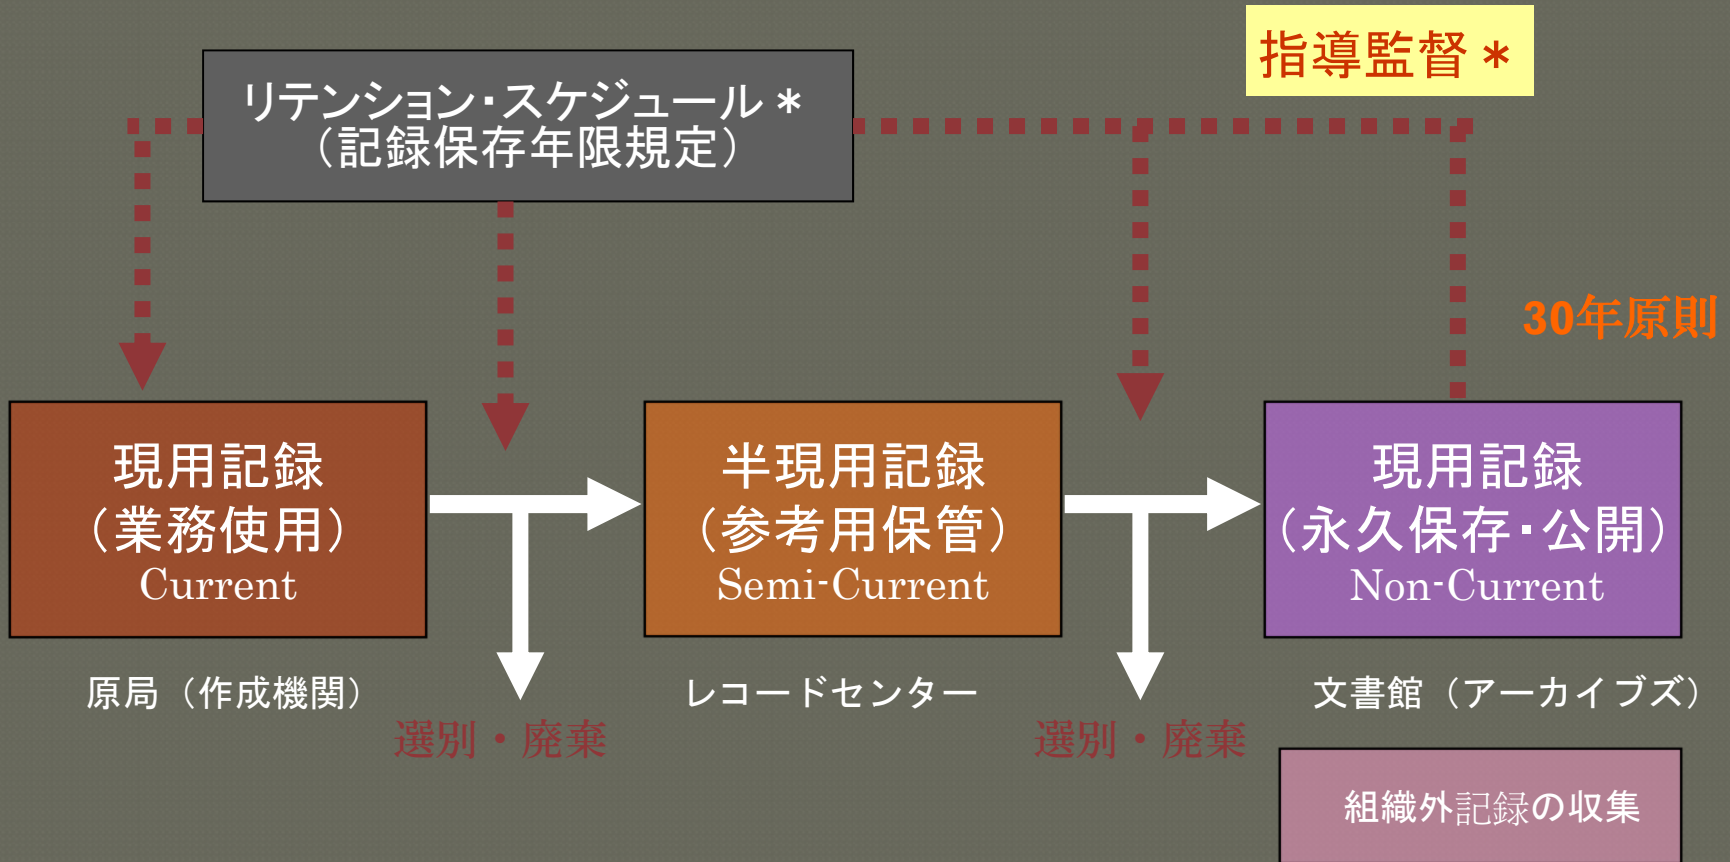 指導監督*
リテンション・スケジュール*
（記録保存年限規定）
30年原則
現用記録
（業務使用）
Current
半現用記録
（参考用保管）
Semi-Current
現用記録
（永久保存・公開）
Non-Current
原局（作成機関）
レコードセンター
文書館（アーカイブズ）
選別・廃棄
選別・廃棄
組織外記録の収集